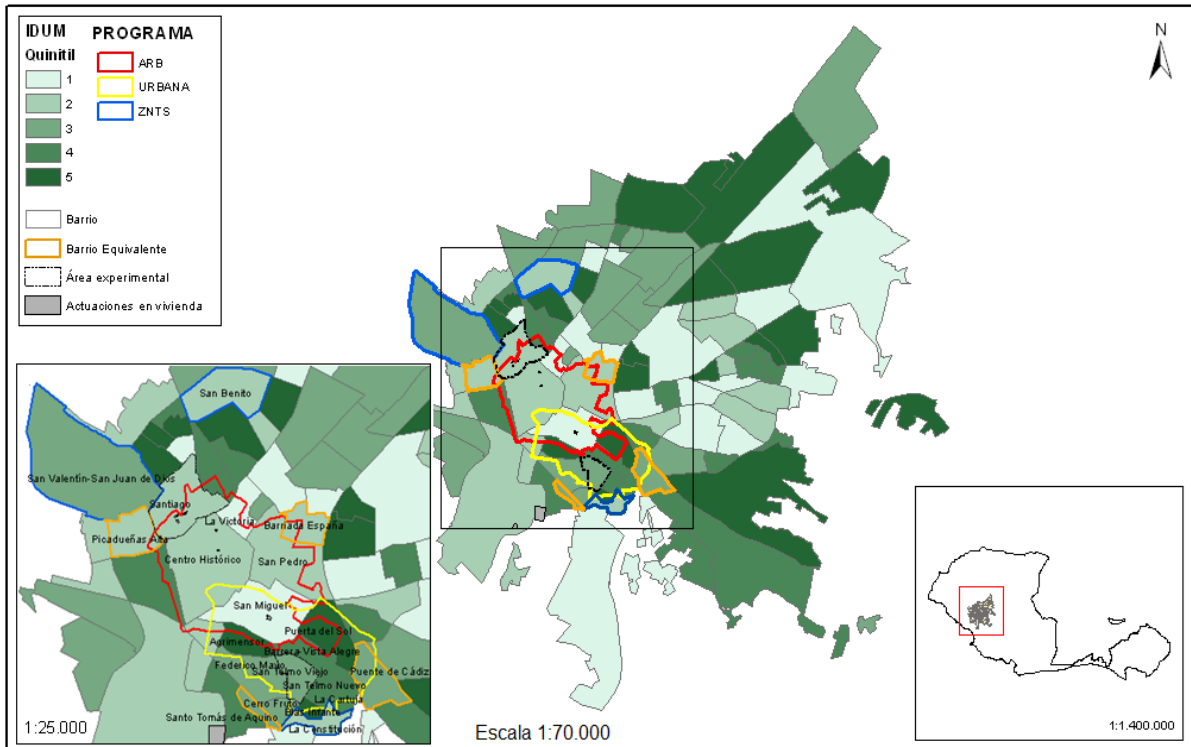 IDUM
Quinitil
PROGRAMA
1
2
3
4
5
ARB
URBANA
ZNTS
Barrio
Barrio Equivalente
Área experimental
Actuaciones en vivienda
N
San Benito
San Valentín-San Juan de Dios
Santiago
La Victoria
Barriada España
Picadueñas Alta
Centro Histórico
San Pedro
San Miguel
Puerta del Sol
Agrimensor
Barrera-Vista Alegre
Federico Mayo
San Telmo Viejo
Puente de Cádiz
San Telmo Nuevo
La Cartuja
Cerro Fruto
Blas Infante
Santo Tomás de Aquino
La Constitución
1:25.000
Escala 1:70.000
1:1.400.000